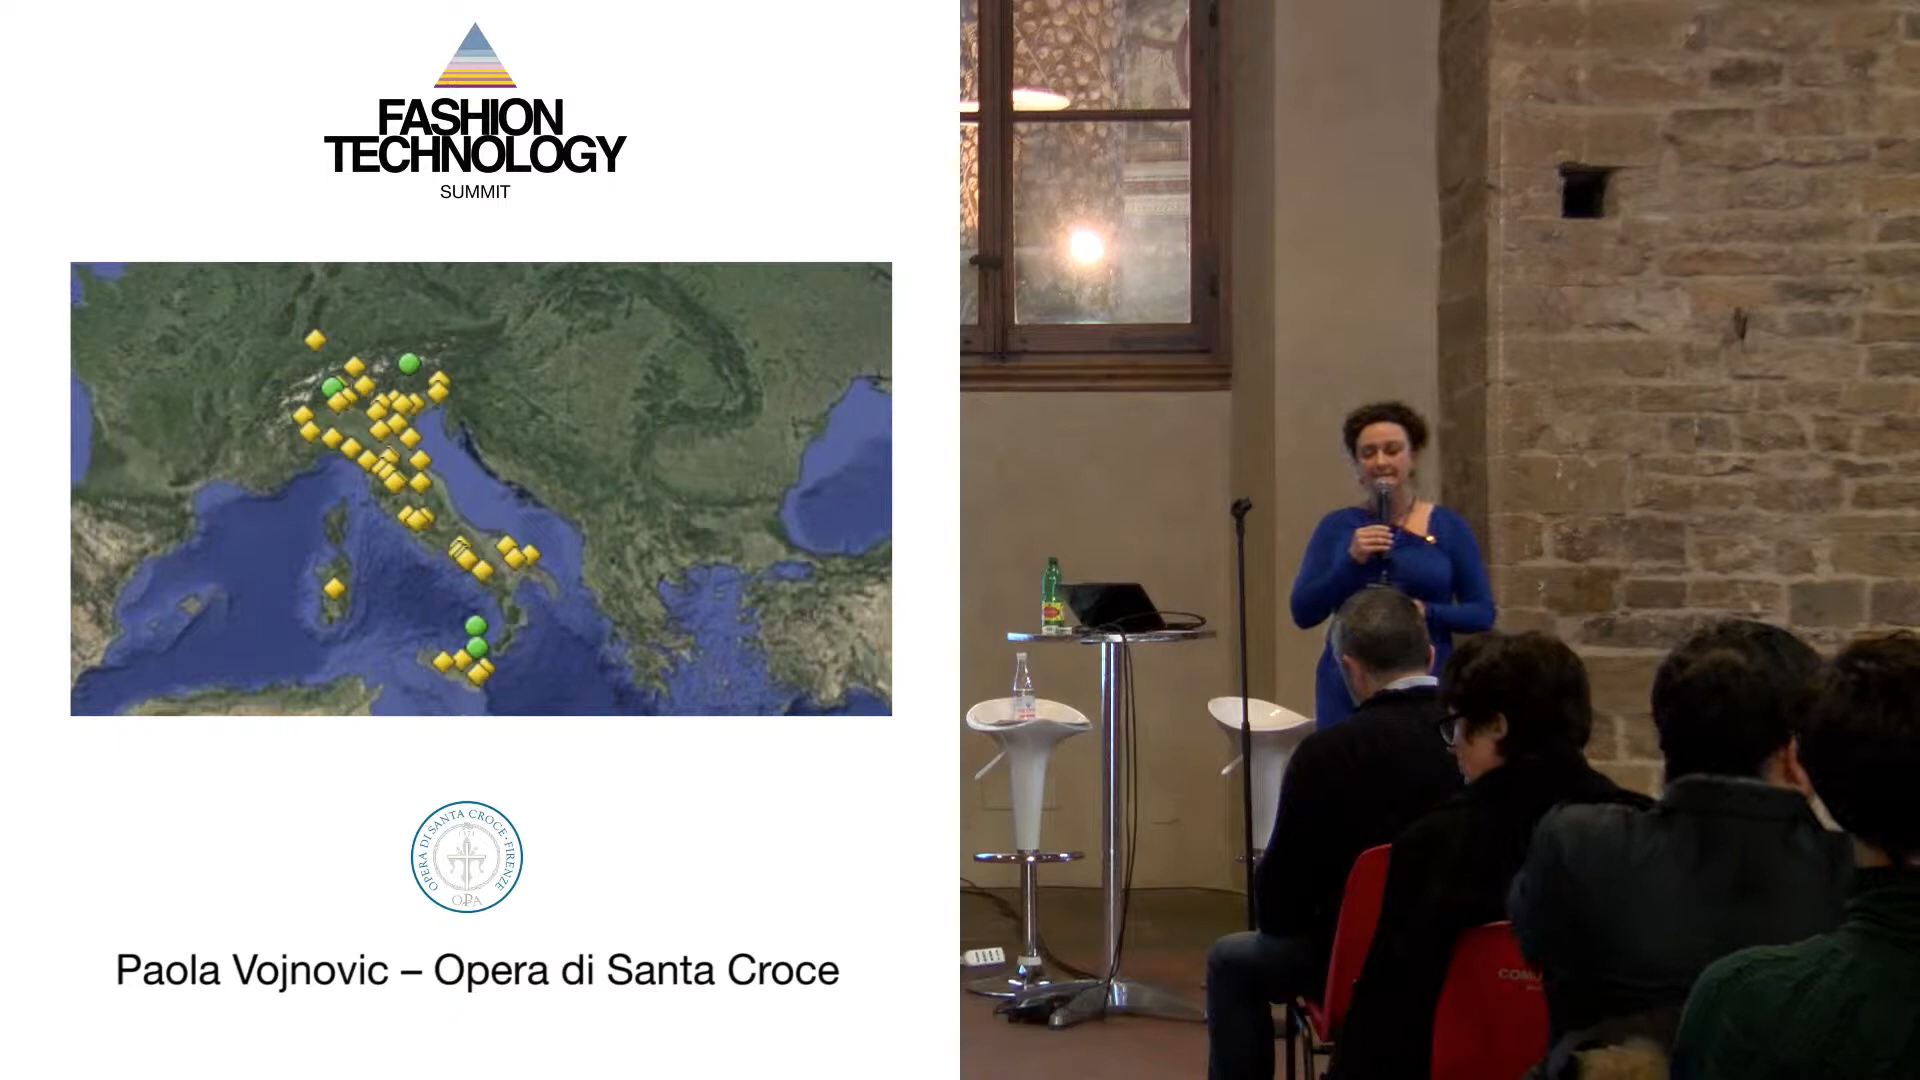 FASHION
TECHNOLOGY
SUMMIT
OPERA DI SANTA CROCE · FIRENZE
OPA
Paola Vojnovic – Opera di Santa Croce